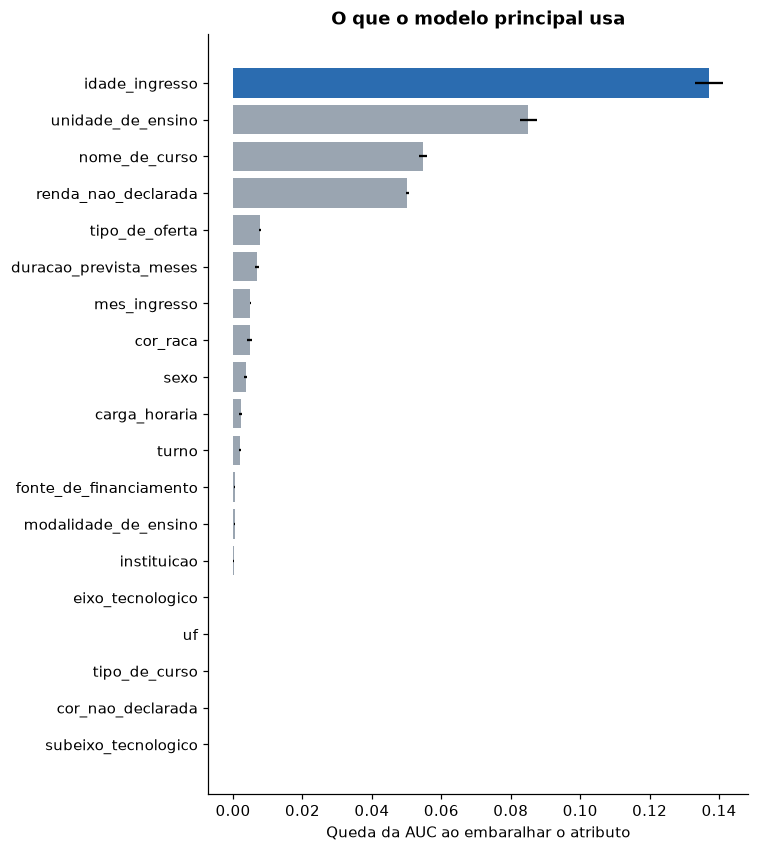 O que o modelo principal usa
idade_ingresso
unidade_de_ensino
nome_de_curso
renda_nao_declarada
tipo_de_oferta
duracao_prevista_meses
mes_ingresso
cor_raca
sexo
carga_horaria
turno
fonte_de_financiamento
modalidade_de_ensino
instituicao
eixo_tecnologico
uf
tipo_de_curso
cor_nao_declarada
subeixo_tecnologico
0.00 0.02 0.04 0.06 0.08 0.10 0.12 0.14
Queda da AUC ao embaralhar o atributo